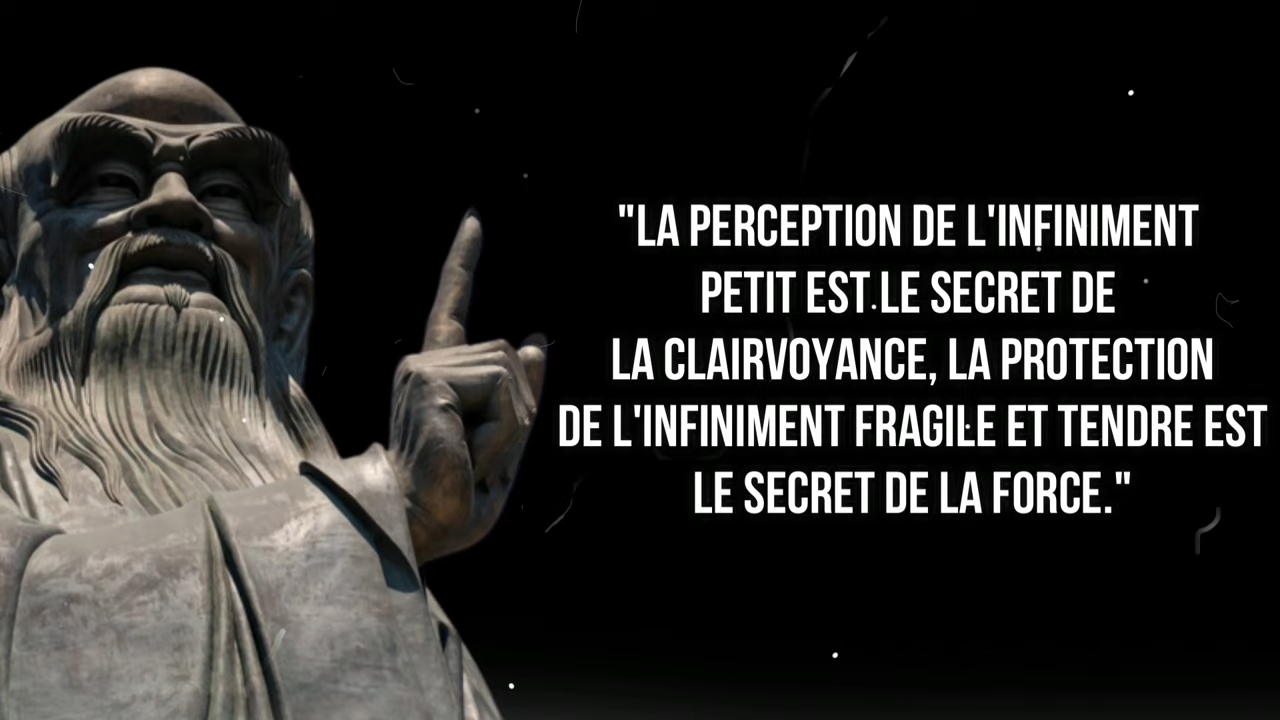 "LA PERCEPTION DE L'INFINIMENT
PETIT EST LE SECRET DE
LA CLAIRVOYANCE, LA PROTECTION
DE L'INFINIMENT FRAGILE ET TENDRE EST
LE SECRET DE LA FORCE."